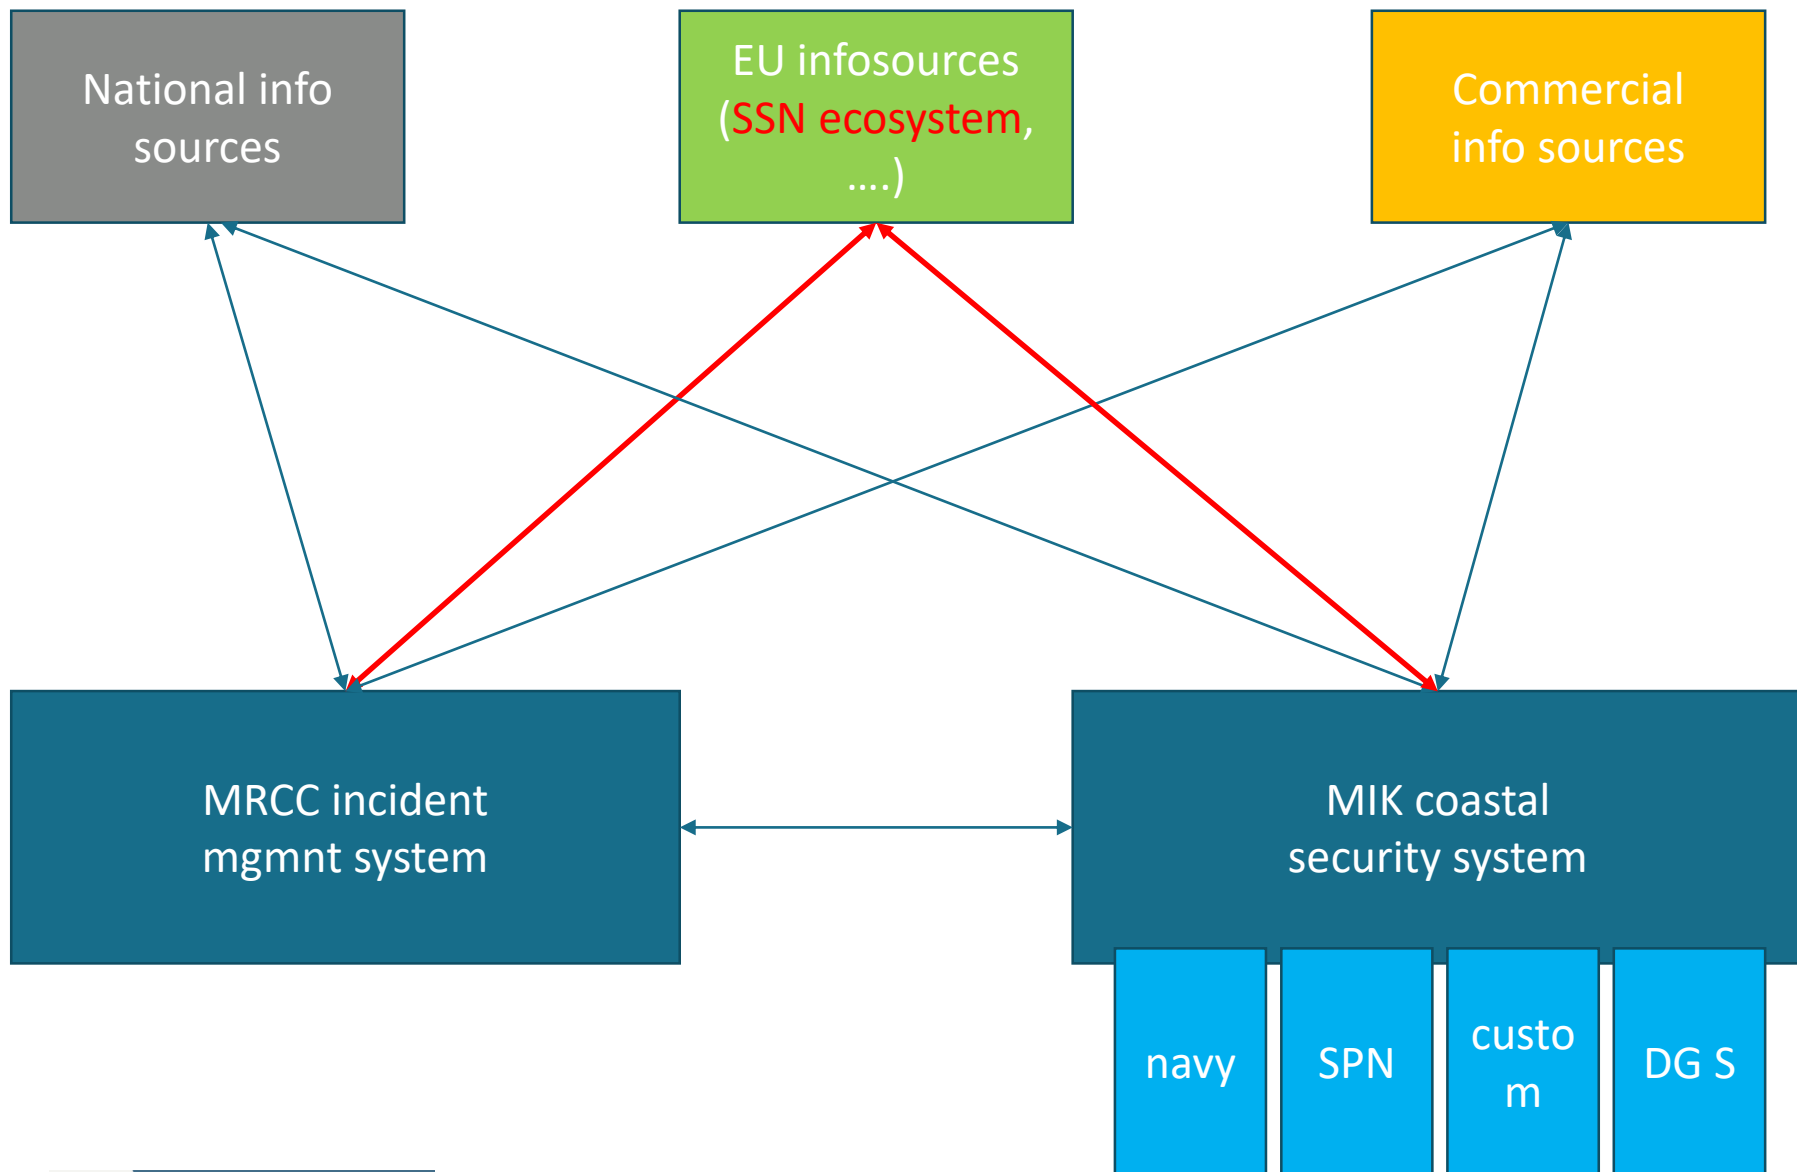 National info
sources
EU infosources
(SSN ecosystem,
....)
Commercial
info sources
MRCC incident
mgmnt system
MIK coastal
security system
navy
SPN
custo
m
DG S